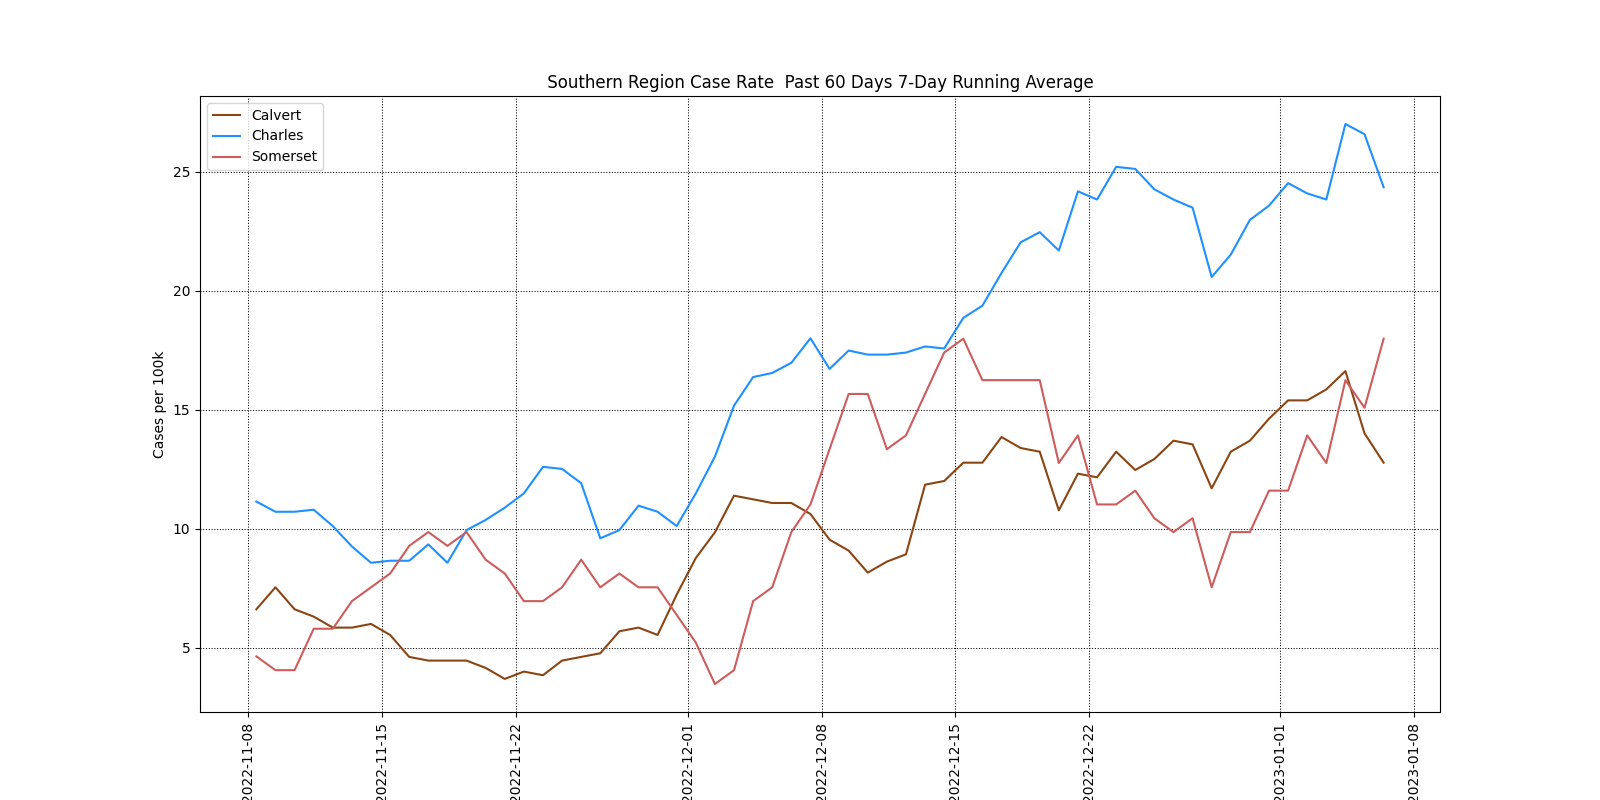 Southern Region Case Rate  Past 60 Days 7-Day Running Average
Calvert
Charles
Somerset
Cases per 100k
25
20
15
10
5
2022-11-08
2022-11-15
2022-11-22
2022-12-01
2022-12-08
2022-12-15
2022-12-22
2023-01-01
2023-01-08